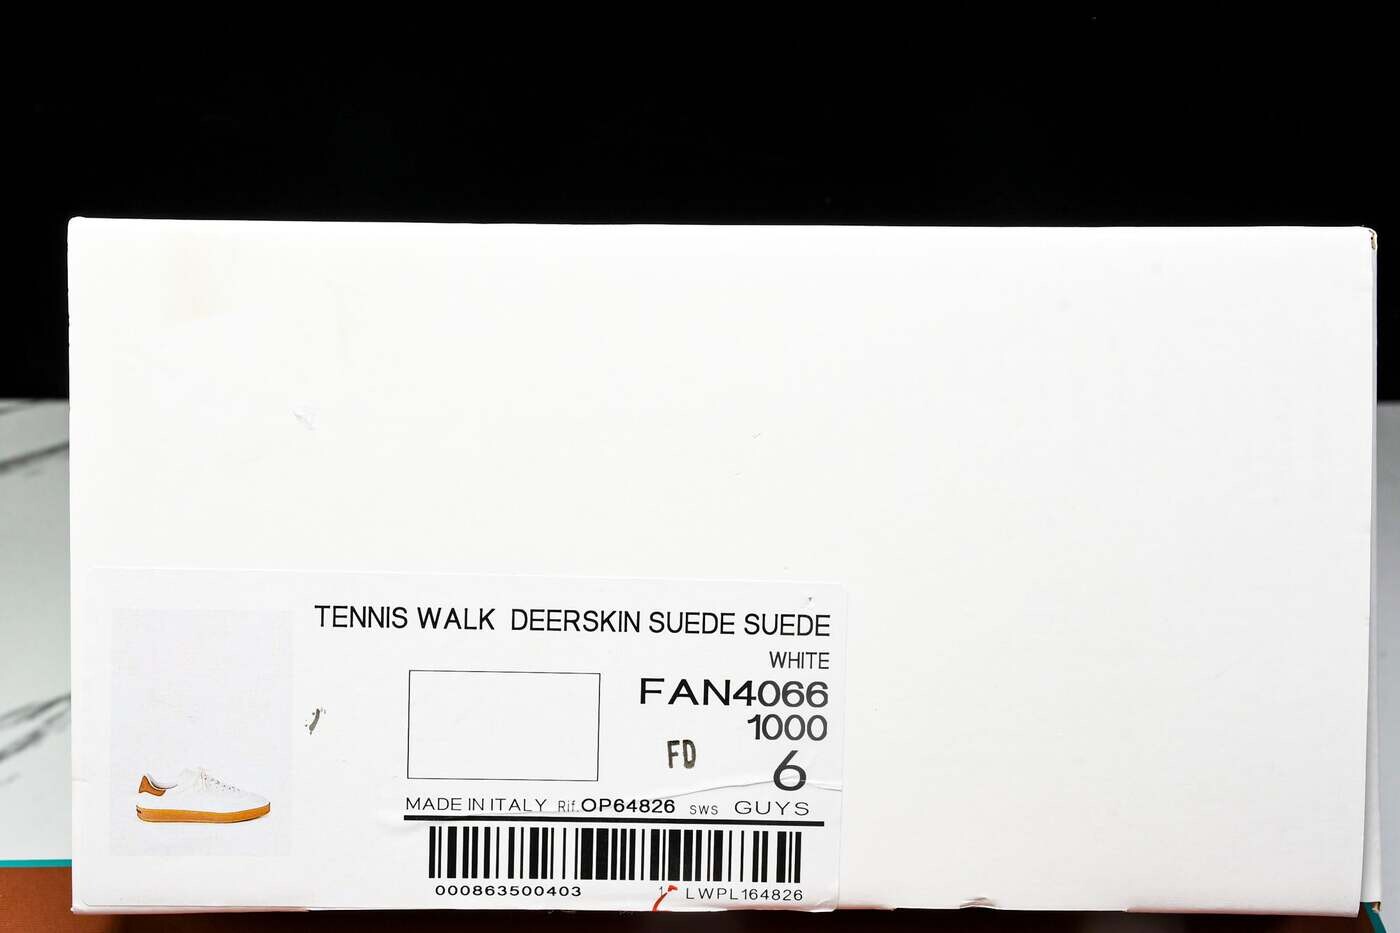 TENNIS WALK DEERSKIN SUEDE SUEDE
WHITE
FAN4066
1000
FD
6
MADE IN ITALY Rif. OP64826 SWS GUYS
000863500403 LWPL164826